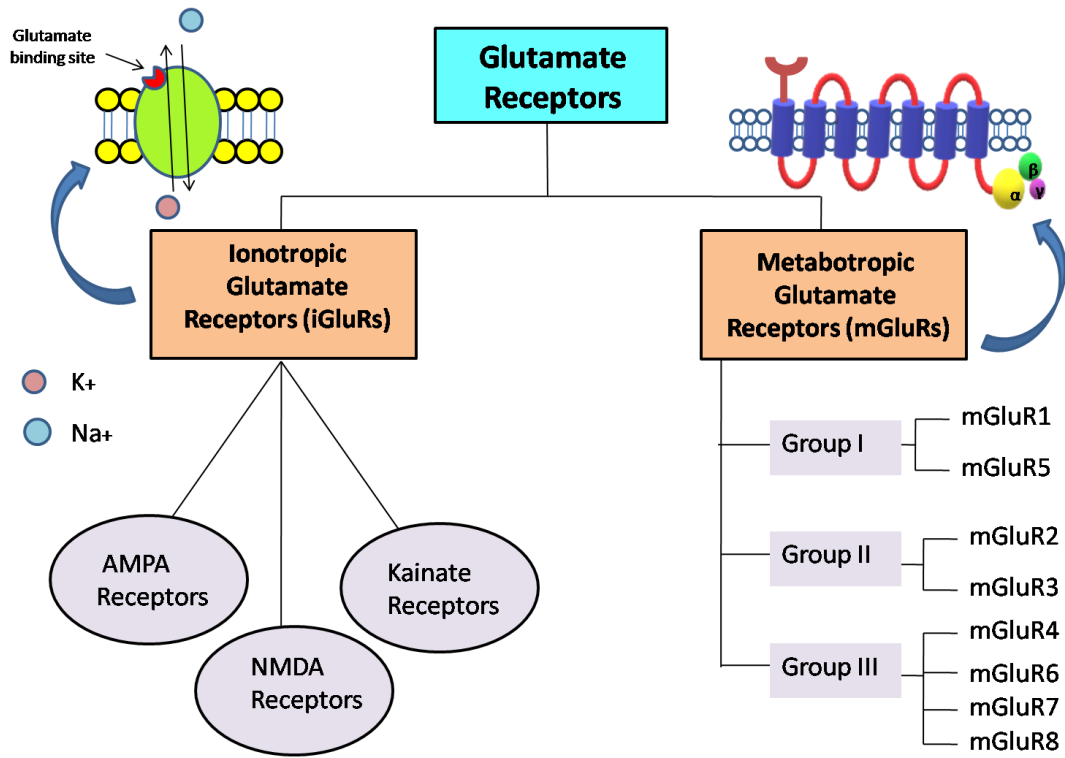 Glutamate
binding site
Na+
K+
Glutamate
Receptors
α
β
γ
Ionotropic
Glutamate
Receptors (iGluRs)
Metabotropic
Glutamate
Receptors (mGluRs)
K+
Na+
AMPA
Receptors
NMDA
Receptors
Kainate
Receptors
Group I
mGluR1
mGluR5
Group II
mGluR2
mGluR3
Group III
mGluR4
mGluR6
mGluR7
mGluR8